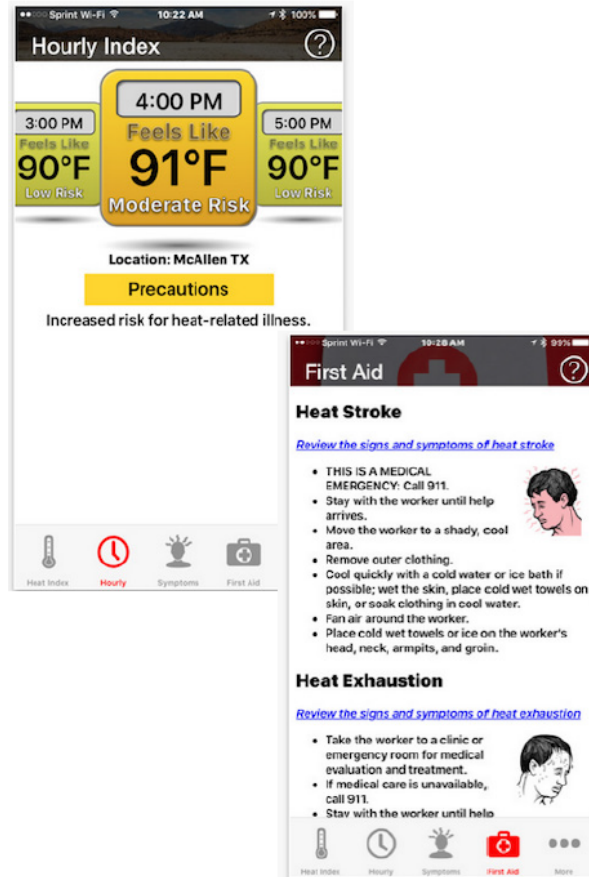 Sprint Wi-Fi 10:22 AM 100%
Hourly Index ?
3:00 PM
Feels Like
90°F
Low Risk
4:00 PM
Feels Like
91°F
Moderate Risk
5:00 PM
Feels Like
90°F
Low Risk
Location: McAllen TX
Precautions
Increased risk for heat-related illness.
Heat Index Hourly Symptoms First Aid
Sprint Wi-Fi 10:28 AM 99%
First Aid ?
Heat Stroke
Review the signs and symptoms of heat stroke
• THIS IS A MEDICAL
EMERGENCY: Call 911.
• Stay with the worker until help
arrives.
• Move the worker to a shady, cool
area.
• Remove outer clothing.
• Cool quickly with a cold water or ice bath if
possible; wet the skin, place cold wet towels on
skin, or soak clothing in cool water.
• Fan air around the worker.
• Place cold wet towels or ice on the worker's
head, neck, armpits, and groin.
Heat Exhaustion
Review the signs and symptoms of heat exhaustion
• Take the worker to a clinic or
emergency room for medical
evaluation and treatment.
• If medical care is unavailable,
call 911.
• Stay with the worker until help
Heat Index Hourly Symptoms First Aid More